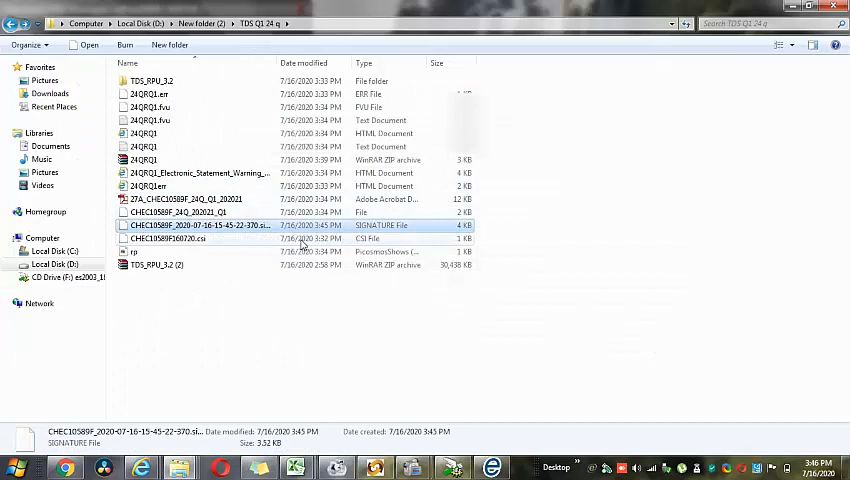 Computer ▸ Local Disk (D:) ▸ New folder (2) ▸ TDS Q1 24 q ▸
Search TDS Q1 24 q
Organize ▾ Open Burn New folder
Name Date modified Type Size
Favorites
Pictures
Downloads
Recent Places
Libraries
Documents
Music
Pictures
Videos
Homegroup
Computer
Local Disk (C:)
Local Disk (D:)
CD Drive (F:) es2003_1
Network
TDS_RPU_3.2 7/16/2020 3:33 PM File folder
24QRQ1.err 7/16/2020 3:33 PM ERR File
24QRQ1.fvu 7/16/2020 3:34 PM FVU File
24QRQ1.fvu 7/16/2020 3:34 PM Text Document
24QRQ1 7/16/2020 3:34 PM HTML Document
24QRQ1 7/16/2020 3:34 PM Text Document
24QRQ1 7/16/2020 3:39 PM WinRAR ZIP archive 3 KB
24QRQ1_Electronic_Statement_Warning_... 7/16/2020 3:34 PM HTML Document 4 KB
24QRQ1err 7/16/2020 3:33 PM HTML Document 2 KB
27A_CHEC10589F_24Q_Q1_202021 7/16/2020 3:34 PM Adobe Acrobat D... 12 KB
CHEC10589F_24Q_202021_Q1 7/16/2020 3:34 PM File 2 KB
CHEC10589F_2020-07-16-15-45-22-370.si... 7/16/2020 3:45 PM SIGNATURE File 4 KB
CHEC10589F160720.csi 7/16/2020 3:32 PM CSI File 1 KB
rp 7/16/2020 3:34 PM PicosmosShows (... 1 KB
TDS_RPU_3.2 (2) 7/16/2020 2:58 PM WinRAR ZIP archive 30,438 KB
CHEC10589F_2020-07-16-15-45-22-370.si... Date modified: 7/16/2020 3:45 PM Date created: 7/16/2020 3:45 PM
SIGNATURE File Size: 3.52 KB
Desktop »
3:46 PM
7/16/2020